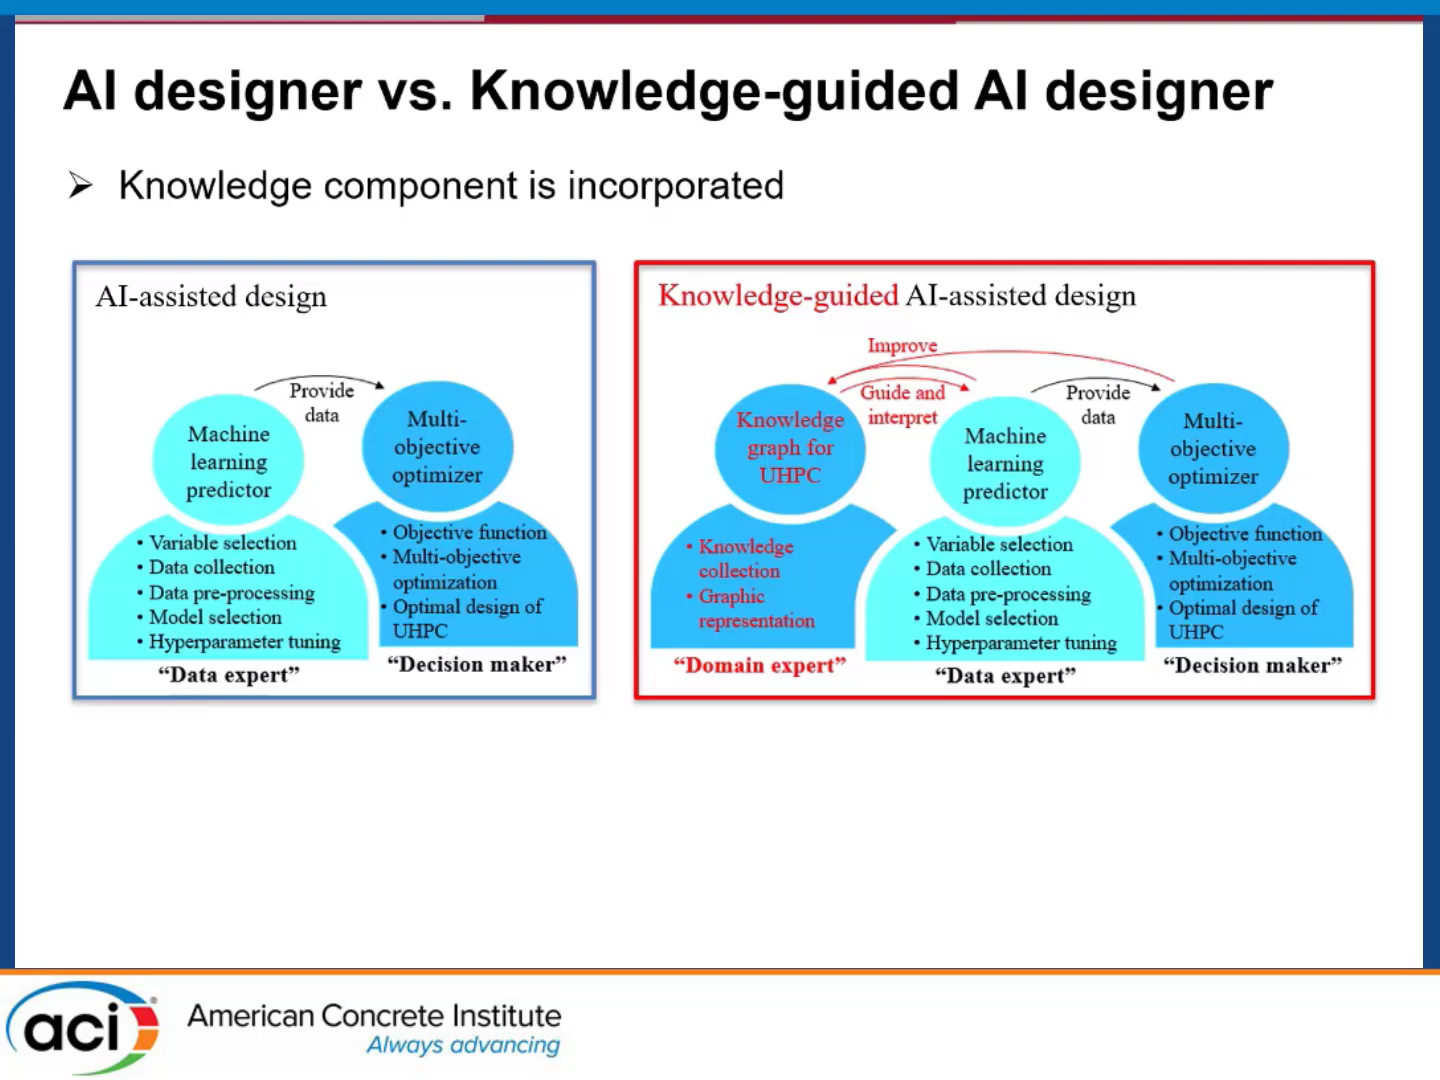 AI designer vs. Knowledge-guided AI designer
➢ Knowledge component is incorporated
AI-assisted design
Provide
data
Machine
learning
predictor
Multi-
objective
optimizer
• Variable selection
• Data collection
• Data pre-processing
• Model selection
• Hyperparameter tuning
• Objective function
• Multi-objective
optimization
• Optimal design of
UHPC
“Data expert”
“Decision maker”
Knowledge-guided AI-assisted design
Improve
Guide and
interpret
Provide
data
Knowledge
graph for
UHPC
Machine
learning
predictor
Multi-
objective
optimizer
• Knowledge
collection
• Graphic
representation
• Variable selection
• Data collection
• Data pre-processing
• Model selection
• Hyperparameter tuning
• Objective function
• Multi-objective
optimization
• Optimal design of
UHPC
“Domain expert”
“Data expert”
“Decision maker”
aci
American Concrete Institute
Always advancing